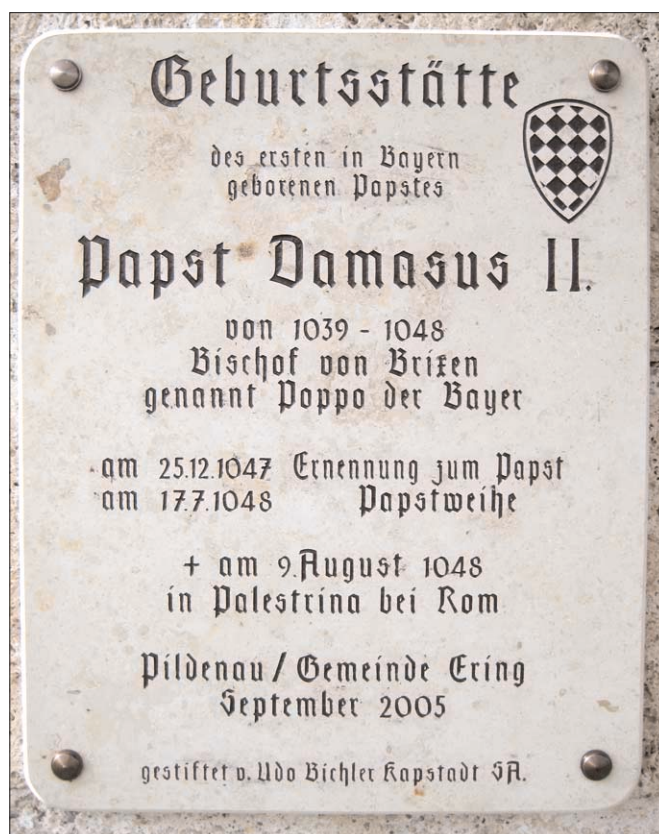 Geburtsstätte
des ersten in Bayern
geborenen Papstes
Papst Damasus II.
von 1039 - 1048
Bischof von Brixen
genannt Poppo der Bayer
am 25.12.1047 Ernennung zum Papst
am 17.7.1048 Papstweihe
+ am 9.August 1048
in Palestrina bei Rom
Pildenau / Gemeinde Ering
September 2005
gestiftet v. Udo Bichler Kapstadt SA.